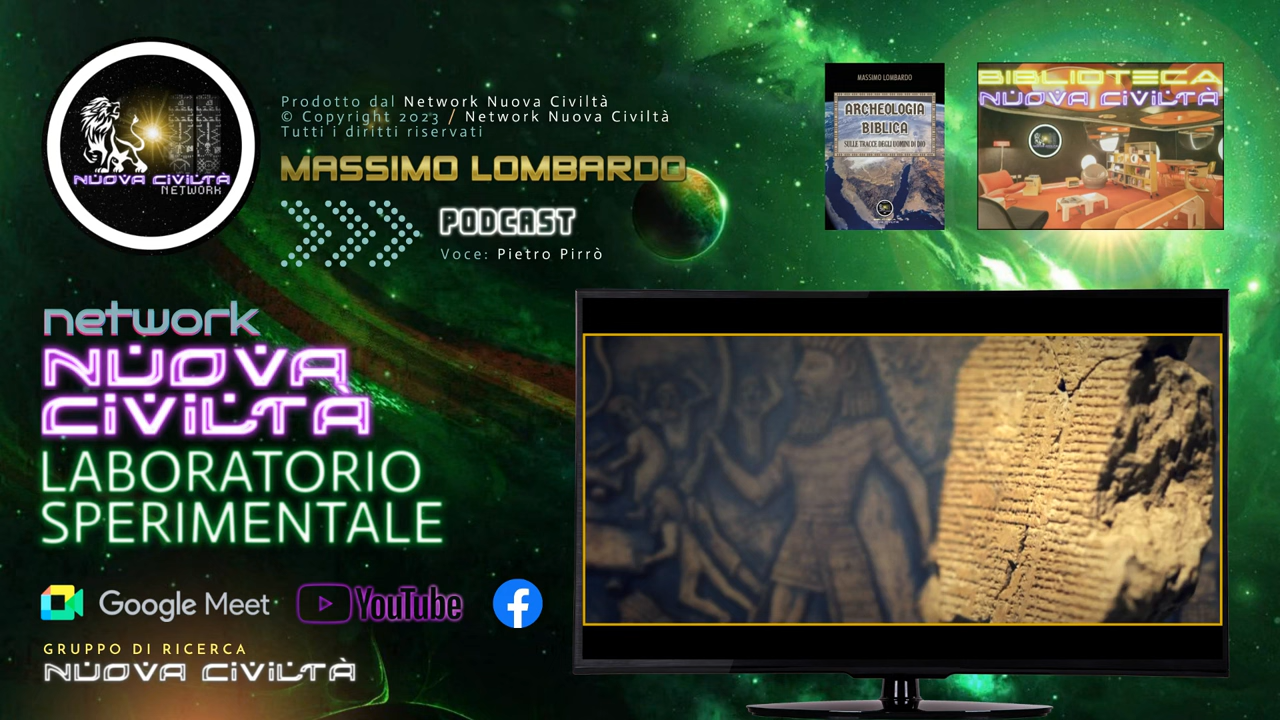 NUOVA CIVILTÀ
NETWORK
Prodotto dal Network Nuova Civiltà
© Copyright 2023 / Network Nuova Civiltà
Tutti i diritti riservati
MASSIMO LOMBARDO
PODCAST
Voce: Pietro Pirrò
MASSIMO LOMBARDO
ARCHEOLOGIA
BIBLICA
SULLE TRACCE DEGLI UOMINI DI DIO
BIBLIOTECA
NUOVA CIVILTÀ
network
NUOVA
CIVILTÀ
LABORATORIO
SPERIMENTALE
Google Meet
YouTube
GRUPPO DI RICERCA
NUOVA CIVILTÀ